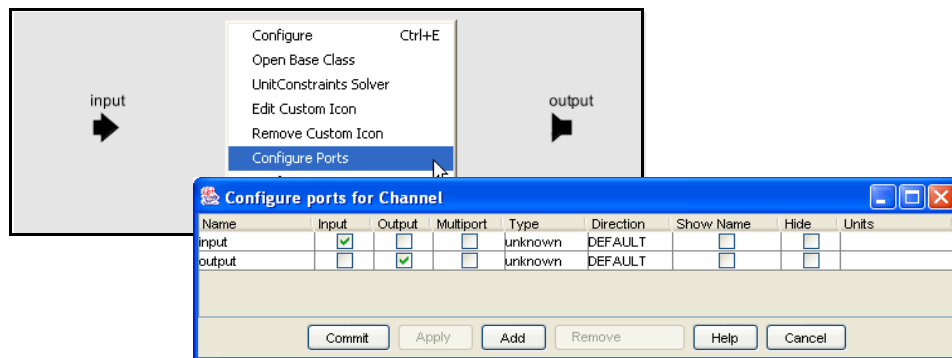 Configure Ctrl+E
Open Base Class
UnitConstraints Solver
input
output
Edit Custom Icon
Remove Custom Icon
Configure Ports
Configure ports for Channel
Name Input Output Multiport Type Direction Show Name Hide Units
input unknown DEFAULT
output unknown DEFAULT
Commit Apply Add Remove Help Cancel